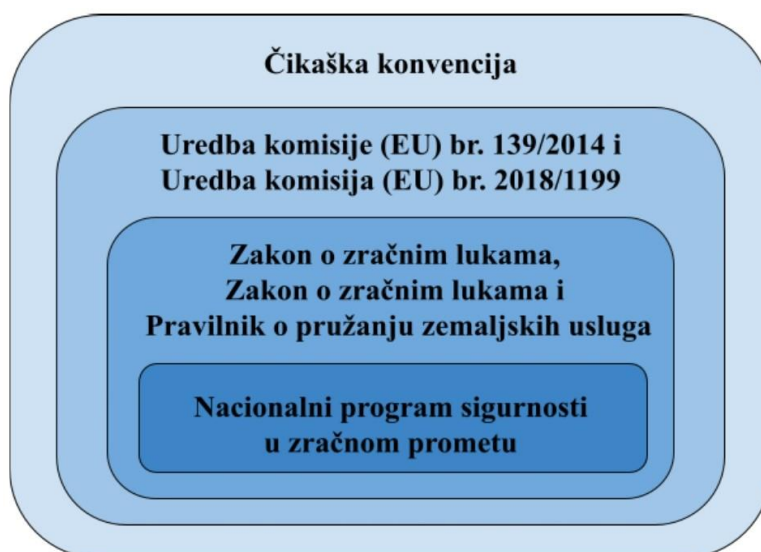 Čikaška konvencija
Uredba komisije (EU) br. 139/2014 i
Uredba komisija (EU) br. 2018/1199
Zakon o zračnim lukama,
Zakon o zračnim lukama i
Pravilnik o pružanju zemaljskih usluga
Nacionalni program sigurnosti
u zračnom prometu